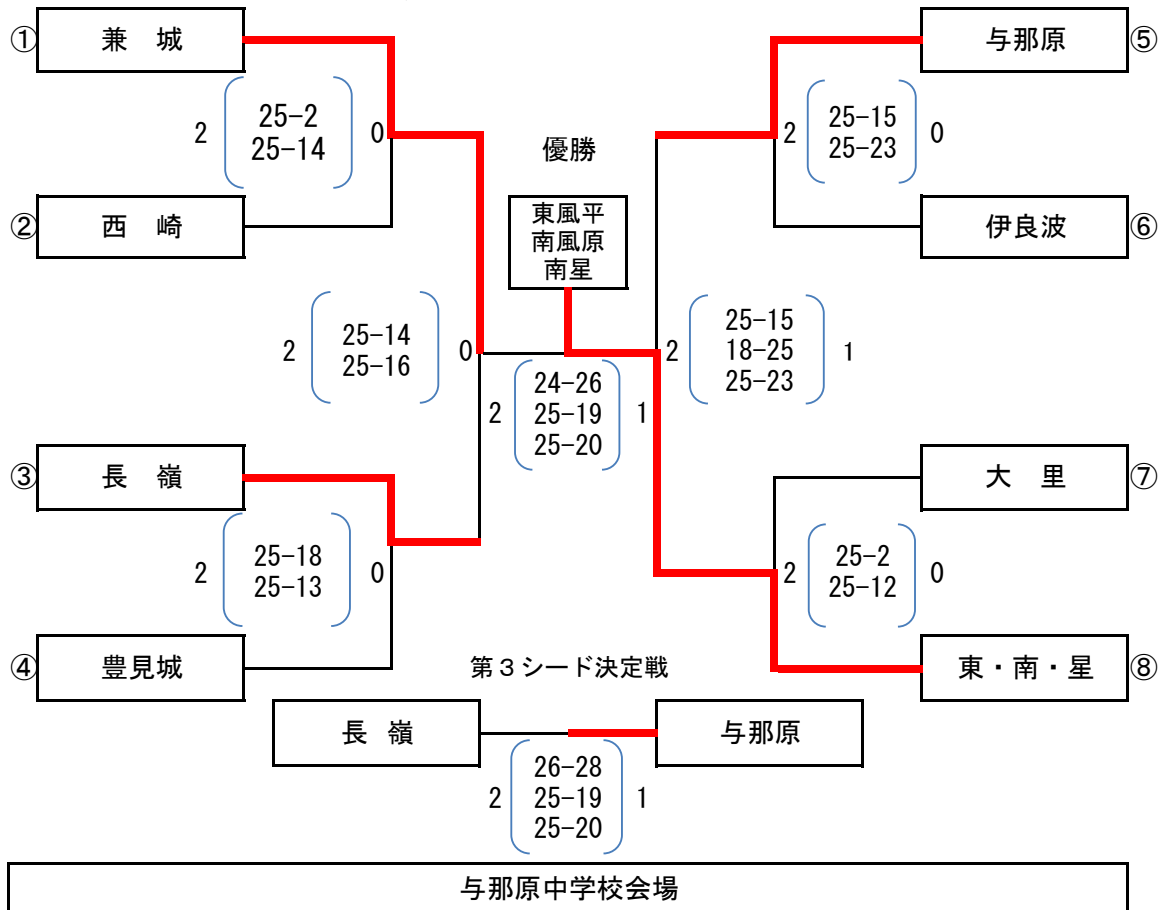 ① 兼 城
与那原 ⑤
2 25-2 0
25-14
優勝
2 25-15 0
25-23
② 西 崎
東風平
南風原
南星
伊良波 ⑥
2 25-14 0
25-16
2 25-15 1
18-25
25-23
2 24-26 1
25-19
25-20
③ 長 嶺
大 里 ⑦
2 25-18 0
25-13
2 25-2 0
25-12
④ 豊見城
第3シード決定戦
東・南・星 ⑧
長 嶺
与那原
2 26-28 1
25-19
25-20
与那原中学校会場